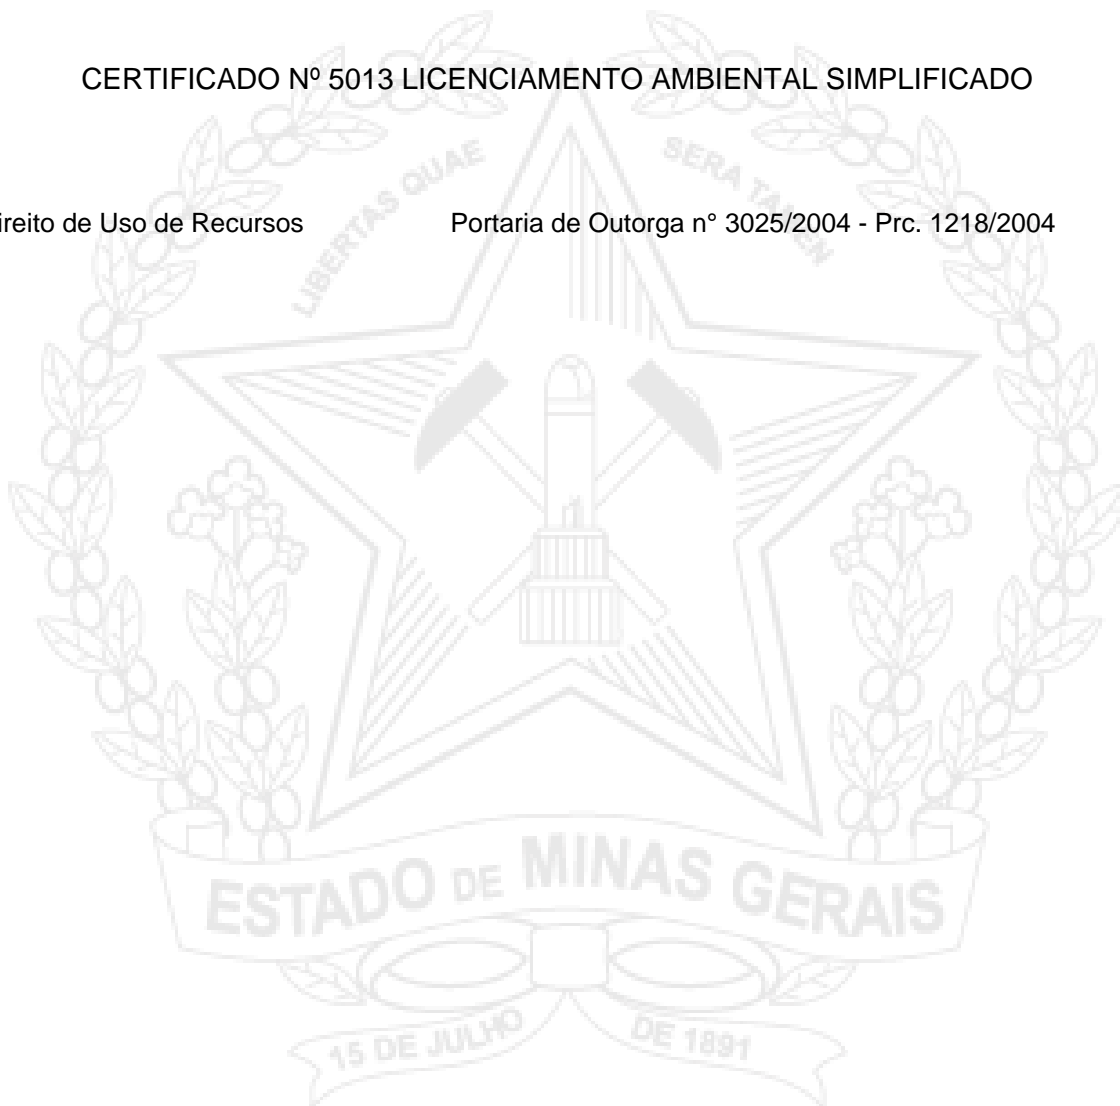 CERTIFICADO Nº 5013 LICENCIAMENTO AMBIENTAL SIMPLIFICADO
LIBERTAS QUAE SERA TAMEN
ireito de Uso de Recursos Portaria de Outorga n° 3025/2004 - Prc. 1218/2004
ESTADO DE MINAS GERAIS
15 DE JULHO DE 1891